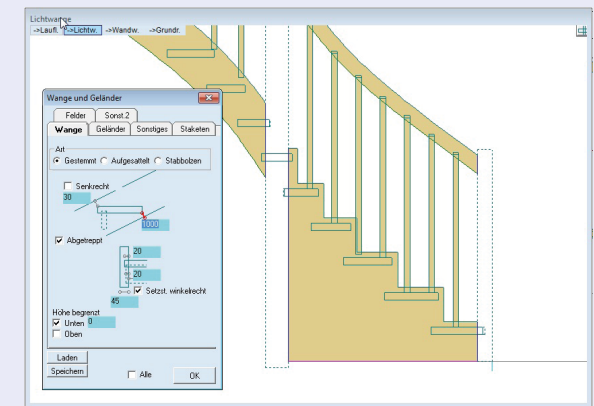 Lichtwange
->Laufl. ->Lichtw. ->Wandw. ->Grundr.
Wange und Geländer
Felder Sonst.2
Wange Geländer Sonstiges Staketen
Art
Gestemmt Aufgesattelt Stabbolzen
Senkrecht
30
1000
Abgetreppt
20
20
Setzst. winkelrecht
45
Höhe begrenzt
Unten 0
Oben
Laden
Speichern
Alle OK